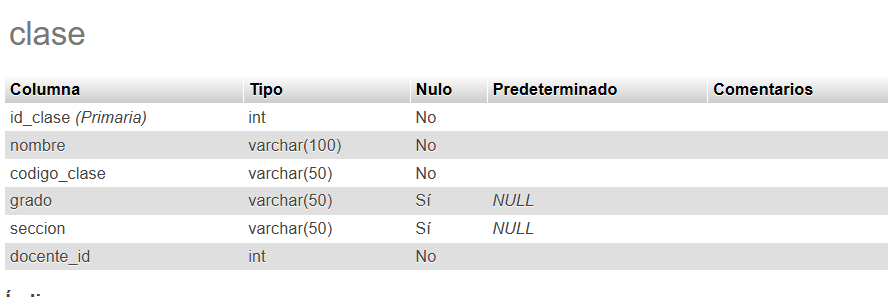 clase
Columna Tipo Nulo Predeterminado Comentarios
id_clase (Primaria) int No
nombre varchar(100) No
codigo_clase varchar(50) No
grado varchar(50) Sí NULL
seccion varchar(50) Sí NULL
docente_id int No